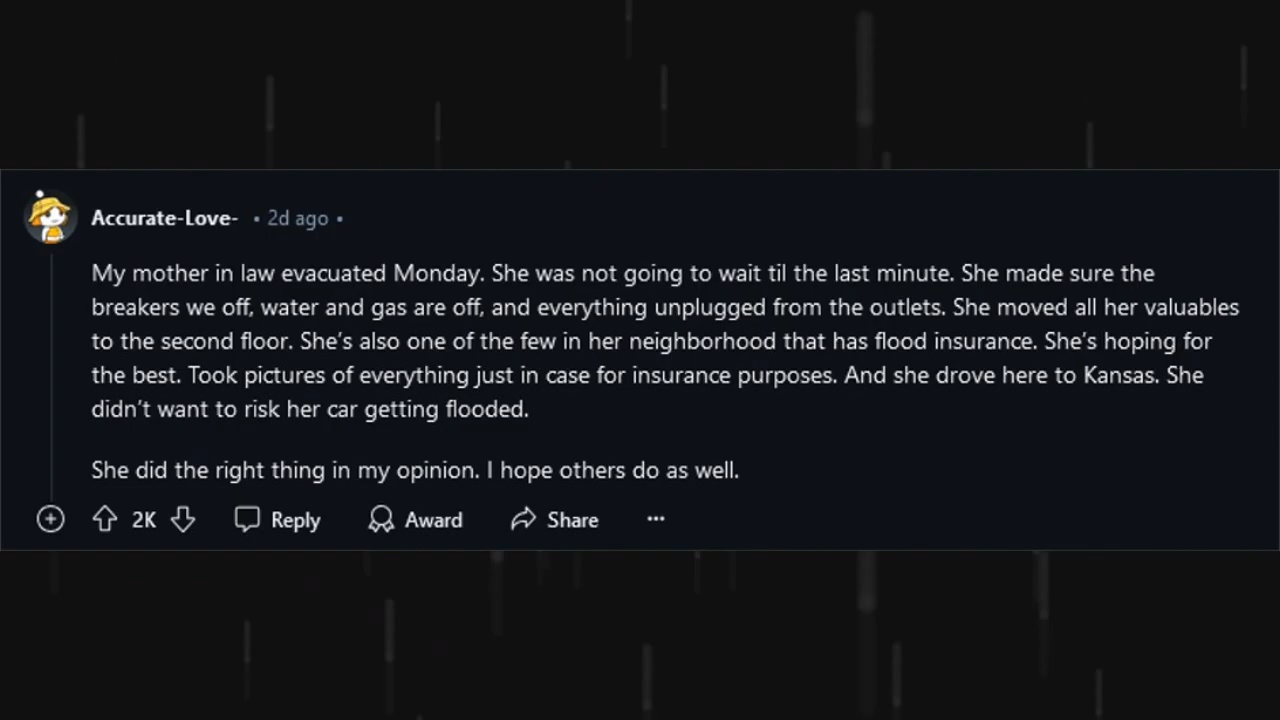 Accurate-Love- • 2d ago •
My mother in law evacuated Monday. She was not going to wait til the last minute. She made sure the
breakers we off, water and gas are off, and everything unplugged from the outlets. She moved all her valuables
to the second floor. She’s also one of the few in her neighborhood that has flood insurance. She’s hoping for
the best. Took pictures of everything just in case for insurance purposes. And she drove here to Kansas. She
didn’t want to risk her car getting flooded.
She did the right thing in my opinion. I hope others do as well.
2K Reply Award Share ···